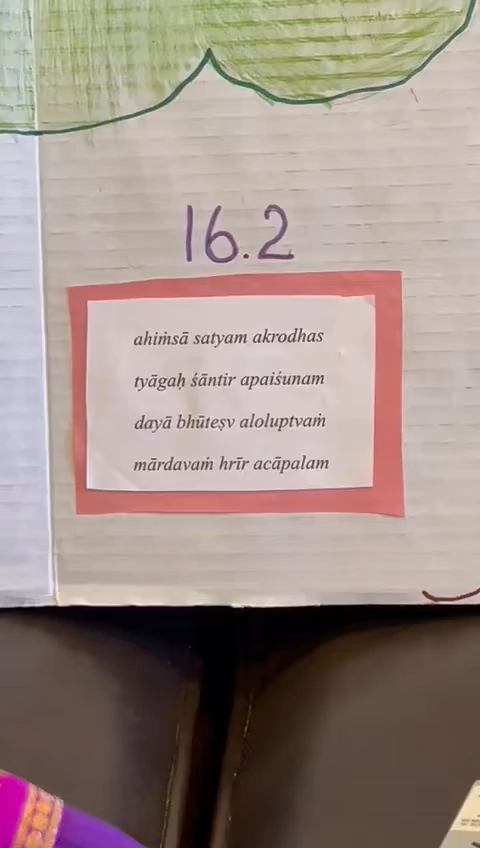 16.2
ahiṁsā satyam akrodhas
tyāgaḥ śāntir apaiśunam
dayā bhūteṣv aloluptvaṁ
mārdavaṁ hrīr acāpalam